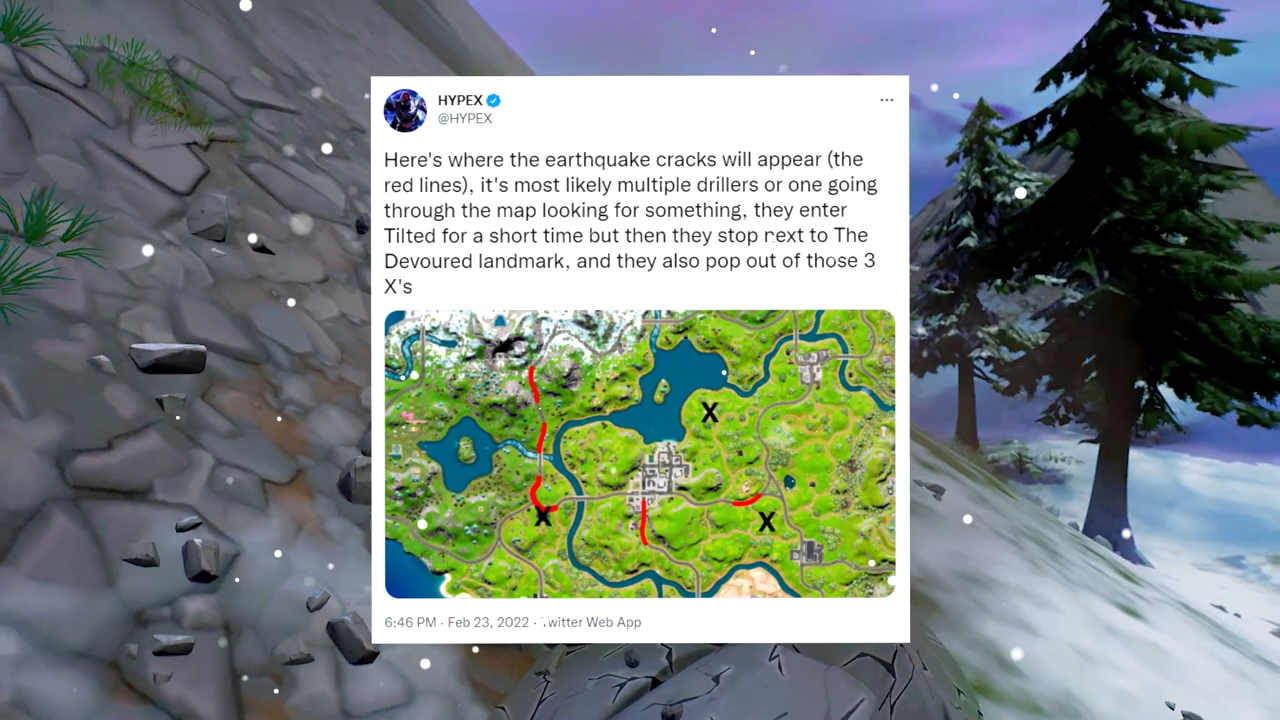 HYPEX
@HYPEX
Here's where the earthquake cracks will appear (the
red lines), it's most likely multiple drillers or one going
through the map looking for something, they enter
Tilted for a short time but then they stop next to The
Devoured landmark, and they also pop out of those 3
X's
X
X
X
6:46 PM · Feb 23, 2022 · Twitter Web App